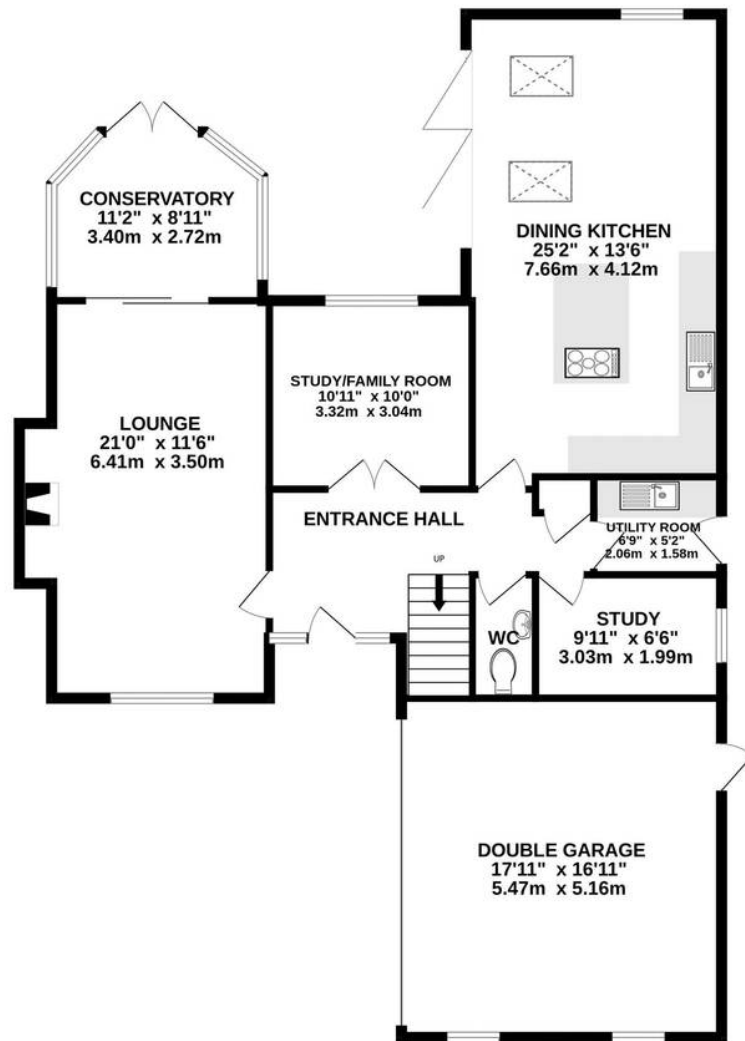 CONSERVATORY
11'2" x 8'11"
3.40m x 2.72m
DINING KITCHEN
25'2" x 13'6"
7.66m x 4.12m
STUDY/FAMILY ROOM
10'11" x 10'0"
3.32m x 3.04m
LOUNGE
21'0" x 11'6"
6.41m x 3.50m
ENTRANCE HALL
UP
UTILITY ROOM
6'9" x 5'2"
2.06m x 1.58m
WC
STUDY
9'11" x 6'6"
3.03m x 1.99m
DOUBLE GARAGE
17'11" x 16'11"
5.47m x 5.16m